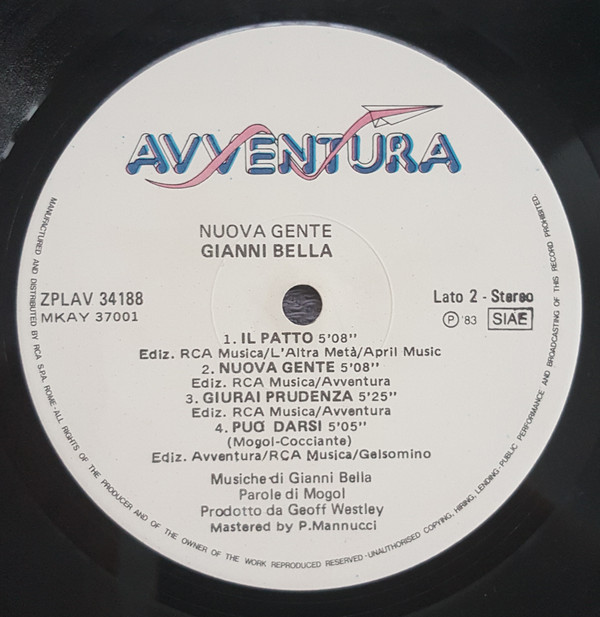 AVVENTURA
NUOVA GENTE
GIANNI BELLA
ZPLAV 34188
MKAY 37001
Lato 2 - Stereo
Ⓟ '83 SIAE
1. IL PATTO 5'08"
Ediz. RCA Musica/L'Altra Metà/April Music
2. NUOVA GENTE 5'08"
Ediz. RCA Musica/Avventura
3. GIURAI PRUDENZA 5'25"
Ediz. RCA Musica/Avventura
4. PUÓ DARSI 5'05"
(Mogol-Cocciante)
Ediz. Avventura/RCA Musica/Gelsomino
Musiche di Gianni Bella
Parole di Mogol
Prodotto da Geoff Westley
Mastered by P.Mannucci
MANUFACTURED AND DISTRIBUTED BY RCA S.P.A. ROME · ALL RIGHTS OF THE PRODUCER AND OF THE OWNER OF THE WORK REPRODUCED RESERVED · UNAUTHORISED COPYING, HIRING, LENDING · PUBLIC PERFORMANCE AND BROADCASTING OF THIS RECORD PROHIBITED.